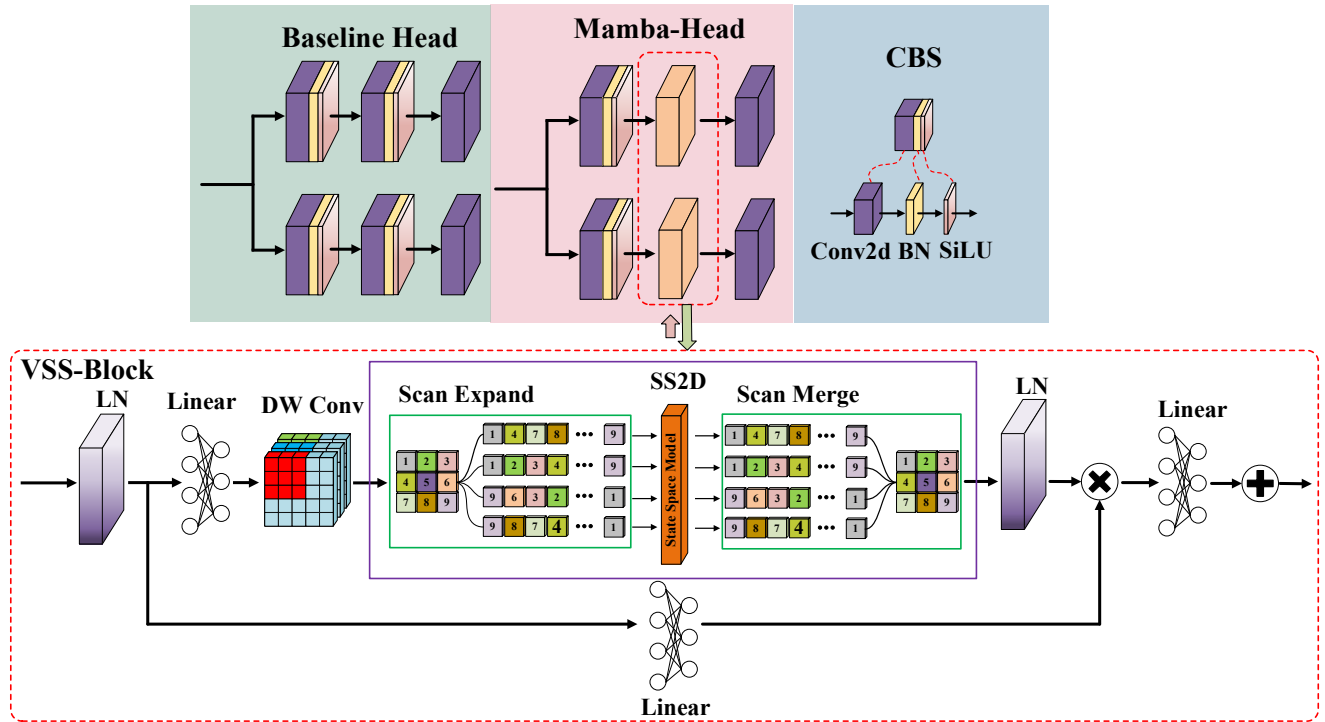 Baseline Head
Mamba-Head
CBS
Conv2d BN SiLU
VSS-Block
LN
Linear
DW Conv
Scan Expand
SS2D
Scan Merge
LN
Linear
1 2 3
4 5 6
7 8 9
1 4 7 8 ••• 9
1 2 3 4 ••• 9
9 6 3 2 ••• 1
9 8 7 4 ••• 1
State Space Model
1 4 7 8 ••• 9
1 2 3 4 ••• 9
9 6 3 2 ••• 1
9 8 7 4 ••• 1
1 2 3
4 5 6
7 8 9
Linear